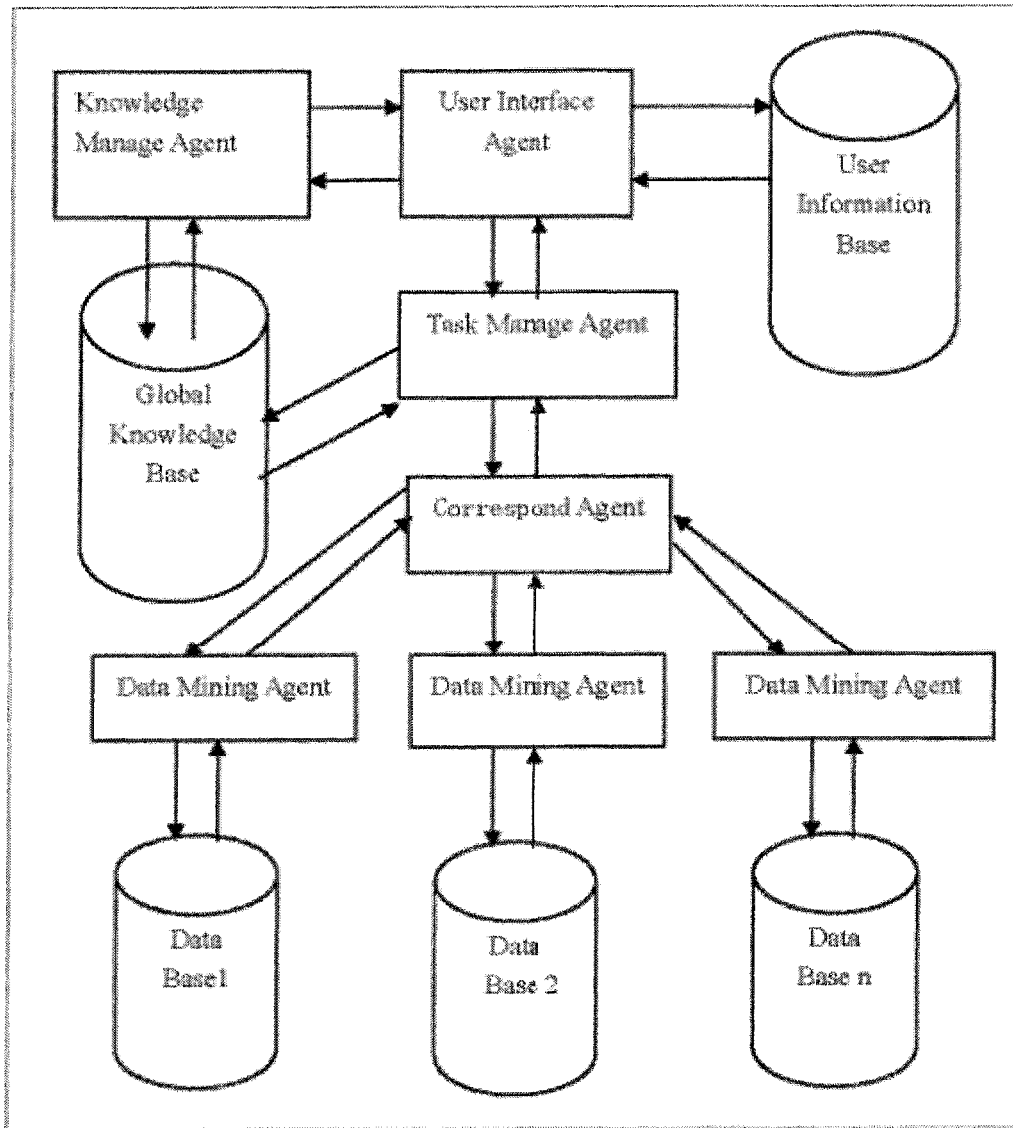 Knowledge
Manage Agent
User Interface
Agent
User
Information
Base
Task Manage Agent
Global
Knowledge
Base
Correspond Agent
Data Mining Agent
Data Mining Agent
Data Mining Agent
Data
Base1
Data
Base 2
Data
Base n